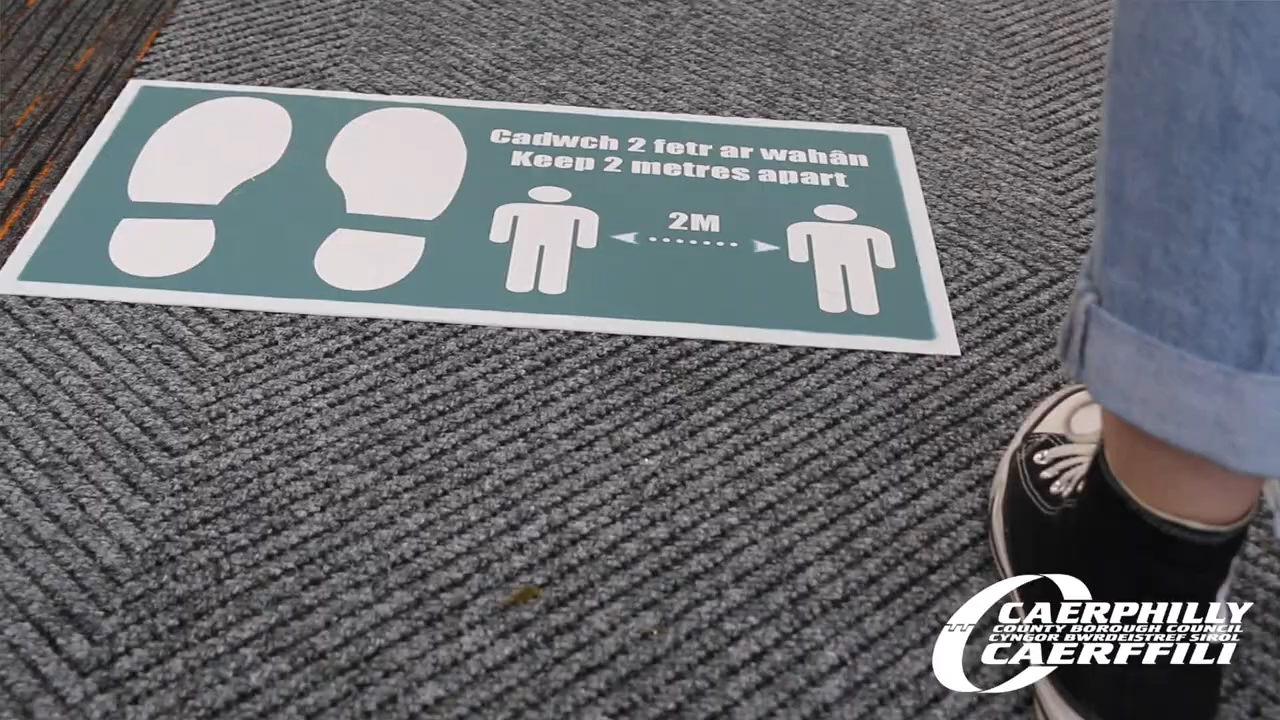 Cadwch 2 fetr ar wahân
Keep 2 metres apart
2M
CAERPHILLY
COUNTY BOROUGH COUNCIL
CYNGOR BWRDEISTREF SIROL
CAERFFILI